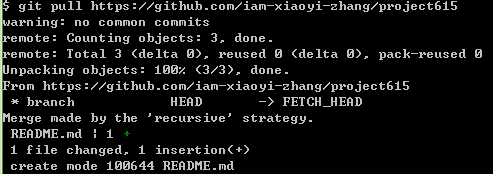 $ git pull https://github.com/iam-xiaoyi-zhang/project615
warning: no common commits
remote: Counting objects: 3, done.
remote: Total 3 (delta 0), reused 0 (delta 0), pack-reused 0
Unpacking objects: 100% (3/3), done.
From https://github.com/iam-xiaoyi-zhang/project615
 * branch            HEAD       -> FETCH_HEAD
Merge made by the 'recursive' strategy.
 README.md | 1 +
 1 file changed, 1 insertion(+)
 create mode 100644 README.md